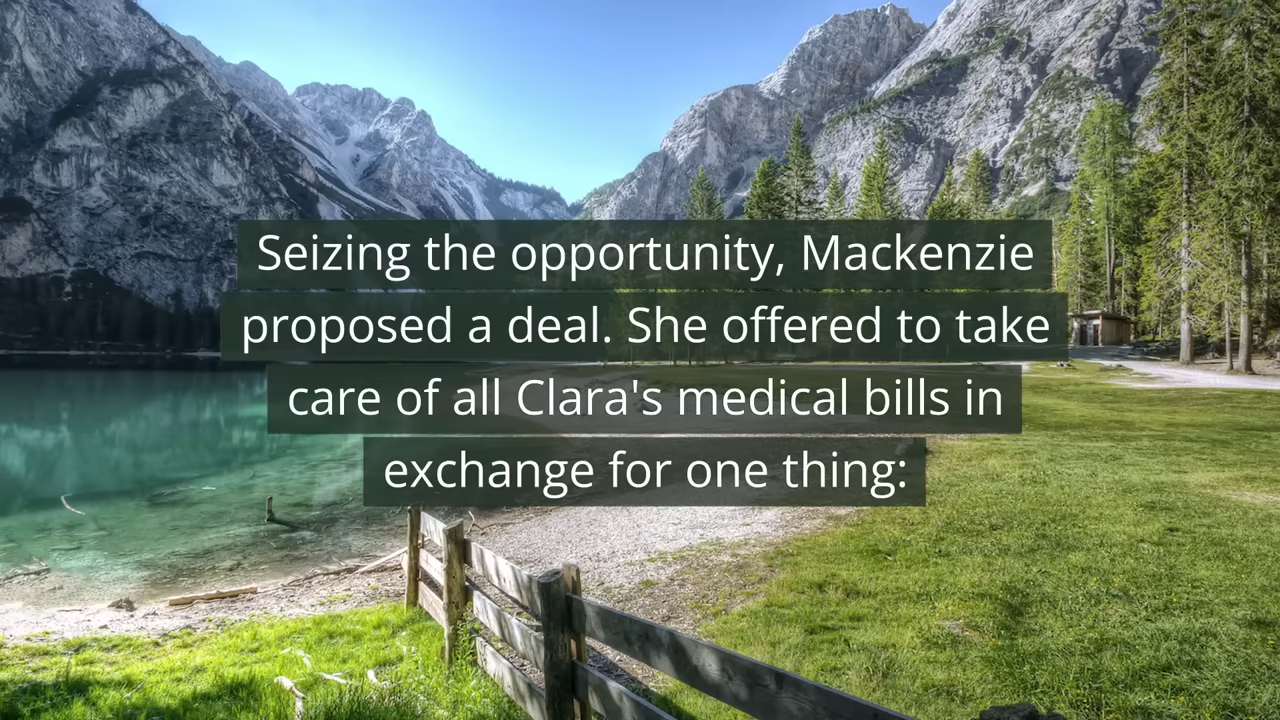 Seizing the opportunity, Mackenzie
proposed a deal. She offered to take
care of all Clara's medical bills in
exchange for one thing: